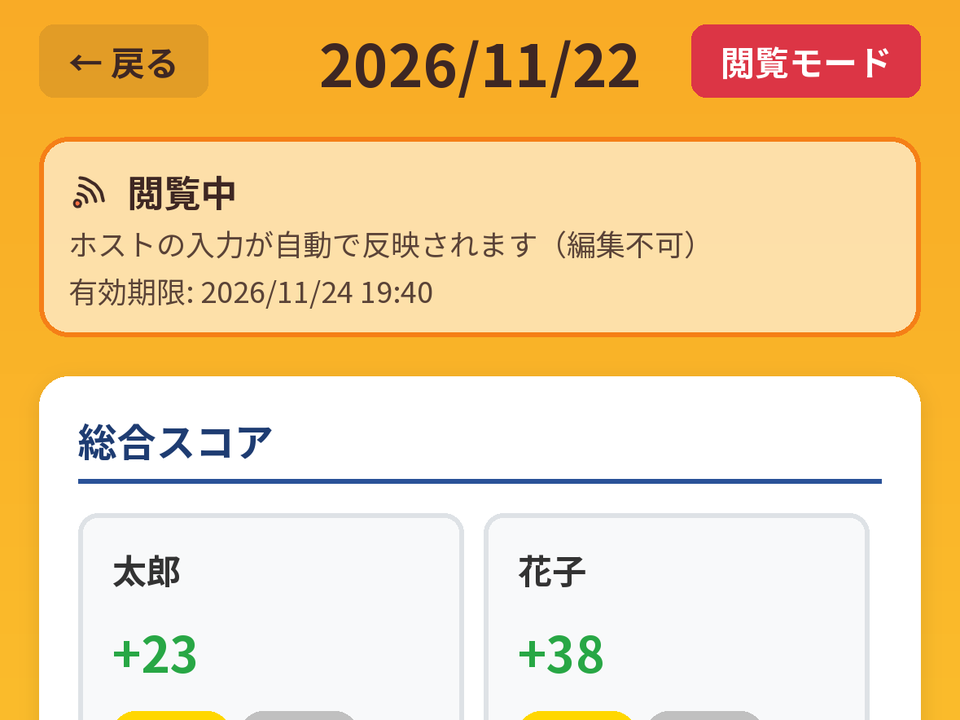 ← 戻る
2026/11/22
閲覧モード
閲覧中
ホストの入力が自動で反映されます（編集不可）
有効期限: 2026/11/24 19:40
総合スコア
太郎
花子
+23
+38